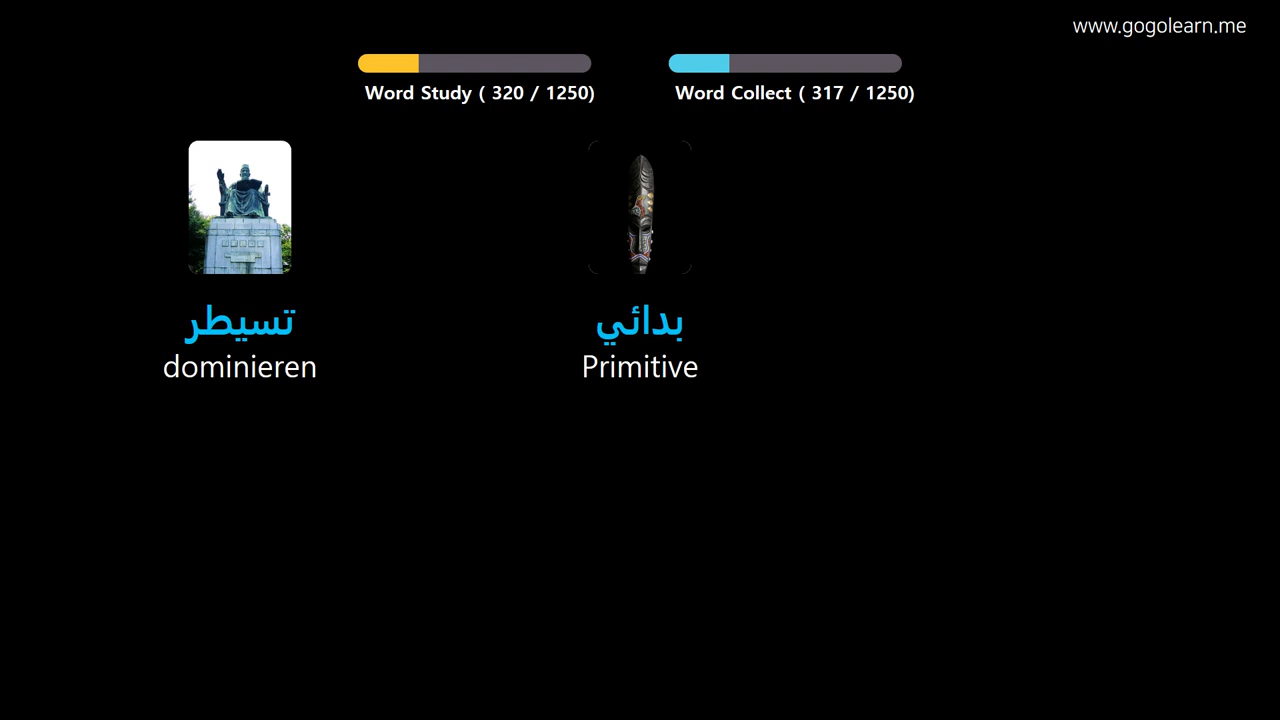 www.gogolearn.me
Word Study ( 320 / 1250)
Word Collect ( 317 / 1250)
تسيطر
dominieren
بدائي
Primitive